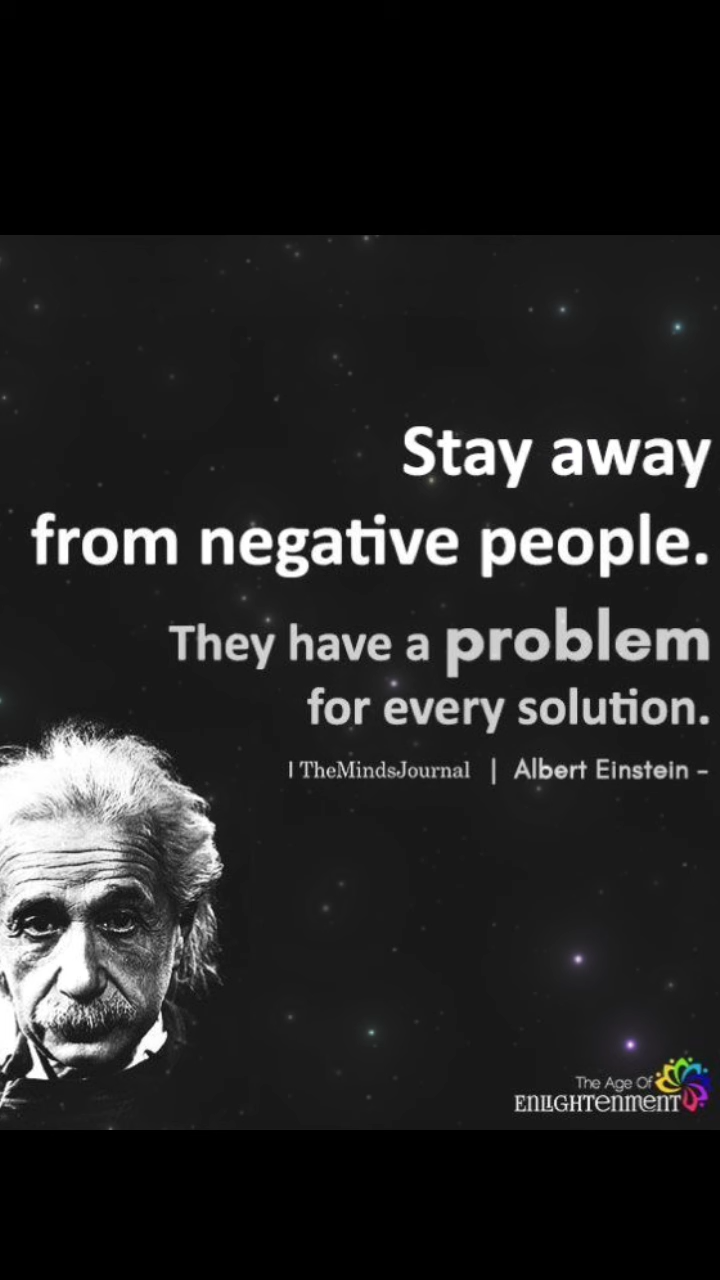 Stay away
from negative people.
They have a problem
for every solution.
| TheMindsJournal | Albert Einstein –
The Age Of
ENLIGHTENMENT